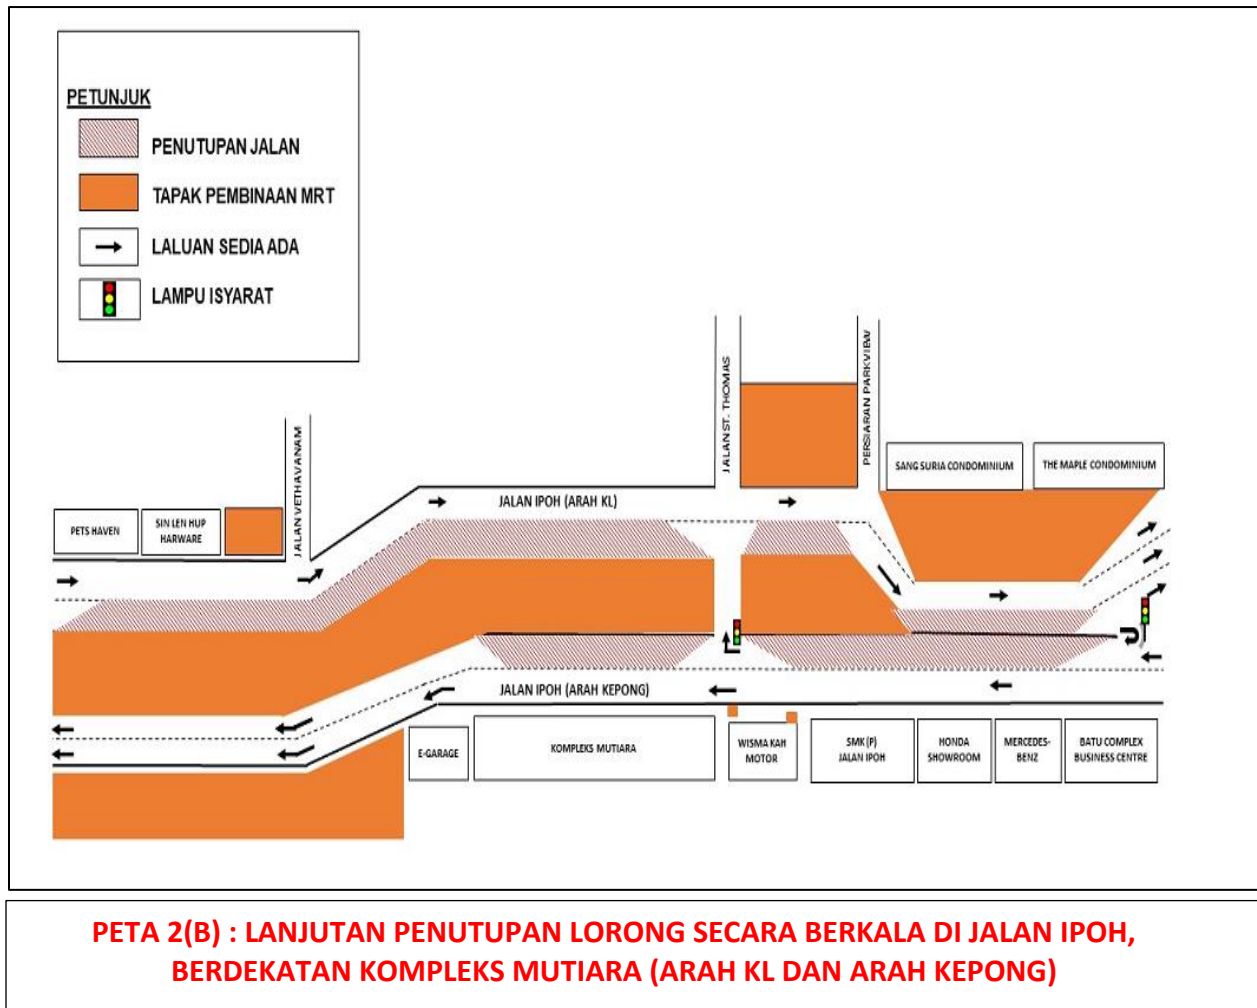 PETUNJUK
PENUTUPAN JALAN
TAPAK PEMBINAAN MRT
LALUAN SEDIA ADA
LAMPU ISYARAT
JALAN VETHAVANAM
JALAN ST. THOMAS
PERSIARAN PARKVIEW
SANG SURIA CONDOMINIUM
THE MAPLE CONDOMINIUM
PETS HAVEN
SIN LEN HUP
HARWARE
JALAN IPOH (ARAH KL)
JALAN IPOH (ARAH KEPONG)
E-GARAGE
KOMPLEKS MUTIARA
WISMA KAH
MOTOR
SMK (P)
JALAN IPOH
HONDA
SHOWROOM
MERCEDES-
BENZ
BATU COMPLEX
BUSINESS CENTRE
PETA 2(B) : LANJUTAN PENUTUPAN LORONG SECARA BERKALA DI JALAN IPOH,
BERDEKATAN KOMPLEKS MUTIARA (ARAH KL DAN ARAH KEPONG)